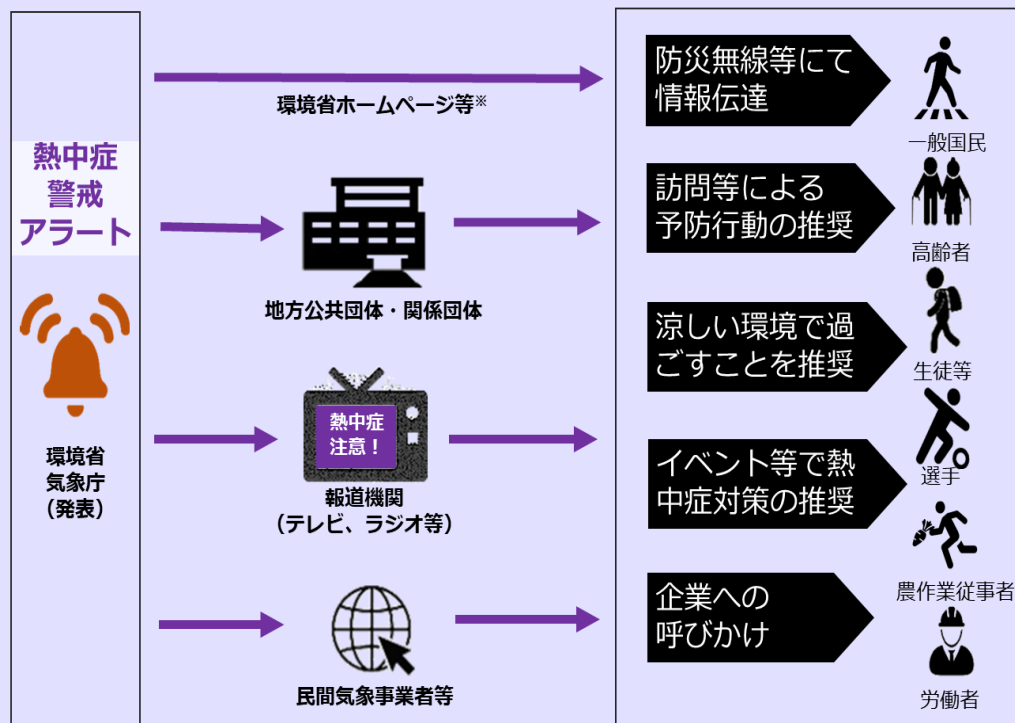 熱中症
警戒
アラート
環境省
気象庁
（発表）
環境省ホームページ等※
地方公共団体・関係団体
熱中症
注意！
報道機関
（テレビ、ラジオ等）
民間気象事業者等
防災無線等にて
情報伝達
訪問等による
予防行動の推奨
涼しい環境で過
ごすことを推奨
イベント等で熱
中症対策の推奨
企業への
呼びかけ
一般国民
高齢者
生徒等
選手
農作業従事者
労働者